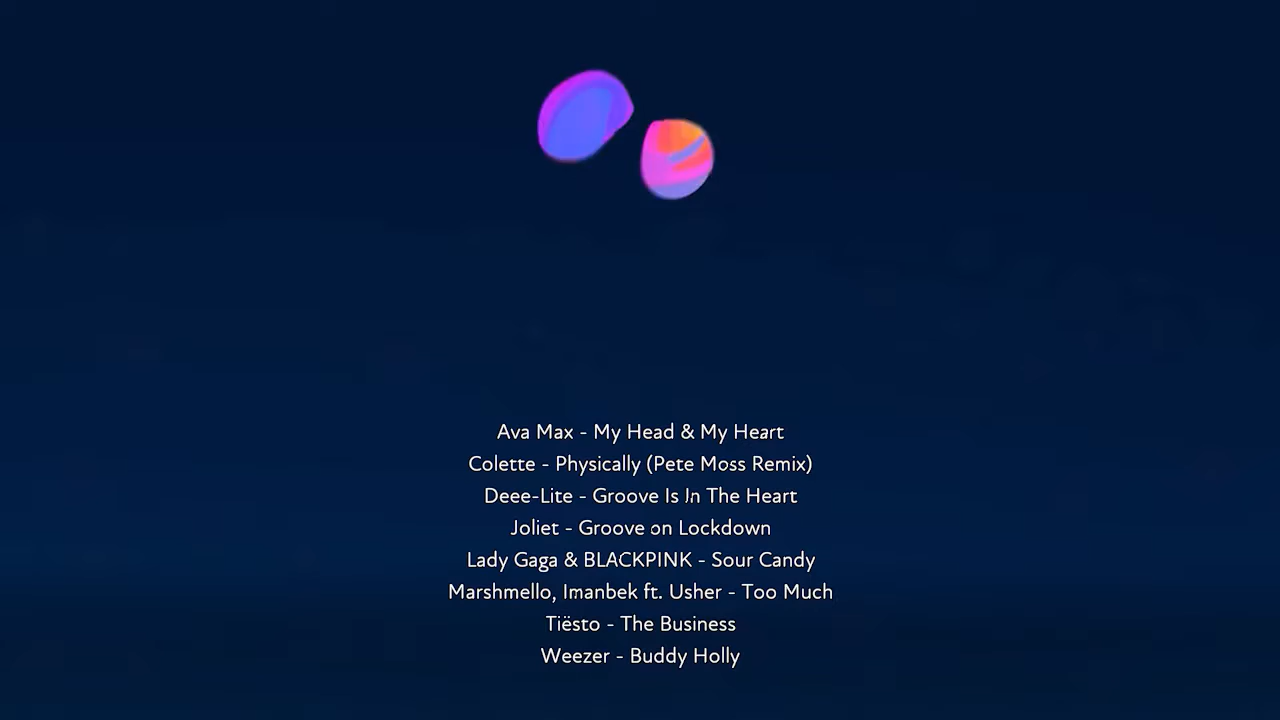 Ava Max - My Head & My Heart
Colette - Physically (Pete Moss Remix)
Deee-Lite - Groove Is In The Heart
Joliet - Groove on Lockdown
Lady Gaga & BLACKPINK - Sour Candy
Marshmello, Imanbek ft. Usher - Too Much
Tiësto - The Business
Weezer - Buddy Holly